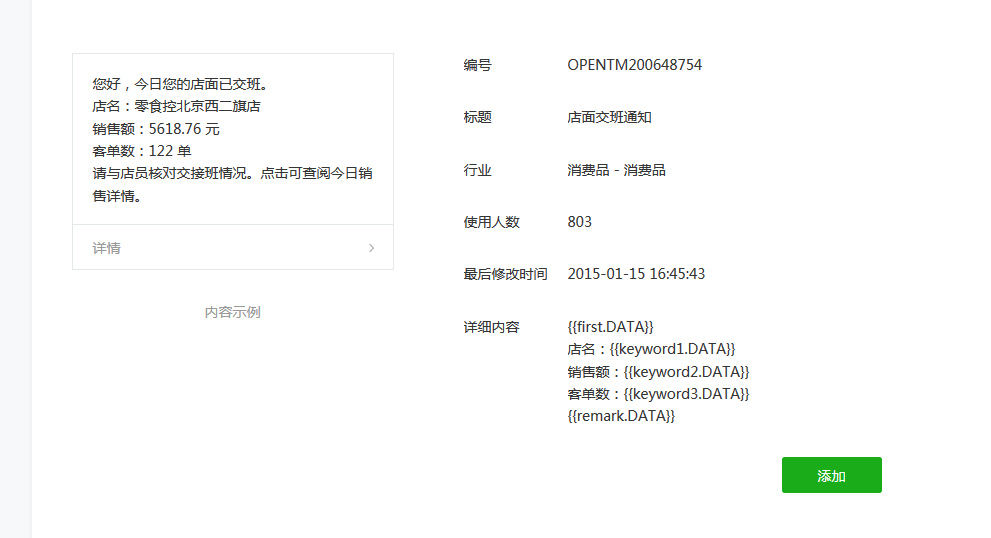 您好，今日您的店面已交班。
店名：零食控北京西二旗店
销售额：5618.76 元
客单数：122 单
请与店员核对交接班情况。点击可查阅今日销
售详情。
详情
内容示例
编号 OPENTM200648754
标题 店面交班通知
行业 消费品 - 消费品
使用人数 803
最后修改时间 2015-01-15 16:45:43
详细内容 {{first.DATA}}
店名：{{keyword1.DATA}}
销售额：{{keyword2.DATA}}
客单数：{{keyword3.DATA}}
{{remark.DATA}}
添加